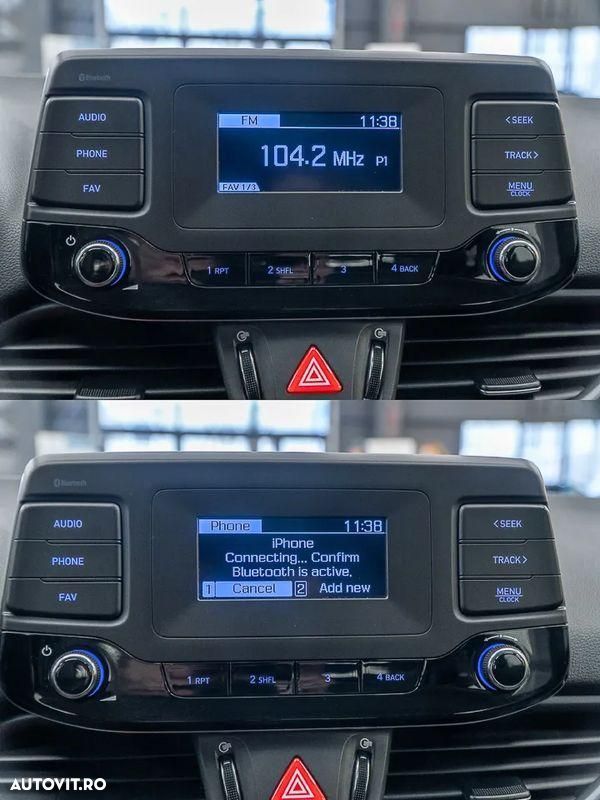 Bluetooth
AUDIO
PHONE
FAV
FM 11:38
104.2 MHz P1
FAV 1/3
< SEEK
TRACK >
MENU
CLOCK
1 RPT
2 SHFL
3
4 BACK
Bluetooth
AUDIO
PHONE
FAV
Phone 11:38
iPhone
Connecting... Confirm
Bluetooth is active.
1 Cancel 2 Add new
< SEEK
TRACK >
MENU
CLOCK
1 RPT
2 SHFL
3
4 BACK
AUTOVIT.RO